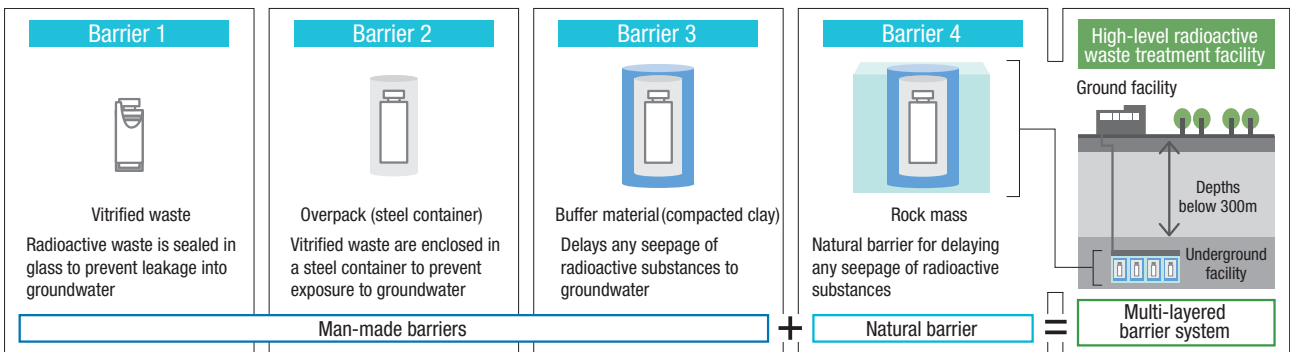 Barrier 1
Vitrified waste
Radioactive waste is sealed in
glass to prevent leakage into
groundwater
Barrier 2
Overpack (steel container)
Vitrified waste are enclosed in
a steel container to prevent
exposure to groundwater
Barrier 3
Buffer material (compacted clay)
Delays any seepage of
radioactive substances to
groundwater
Man-made barriers
+
Barrier 4
Rock mass
Natural barrier for delaying
any seepage of radioactive
substances
Natural barrier
=
High-level radioactive
waste treatment facility
Ground facility
Depths
below 300m
Underground
facility
Multi-layered
barrier system